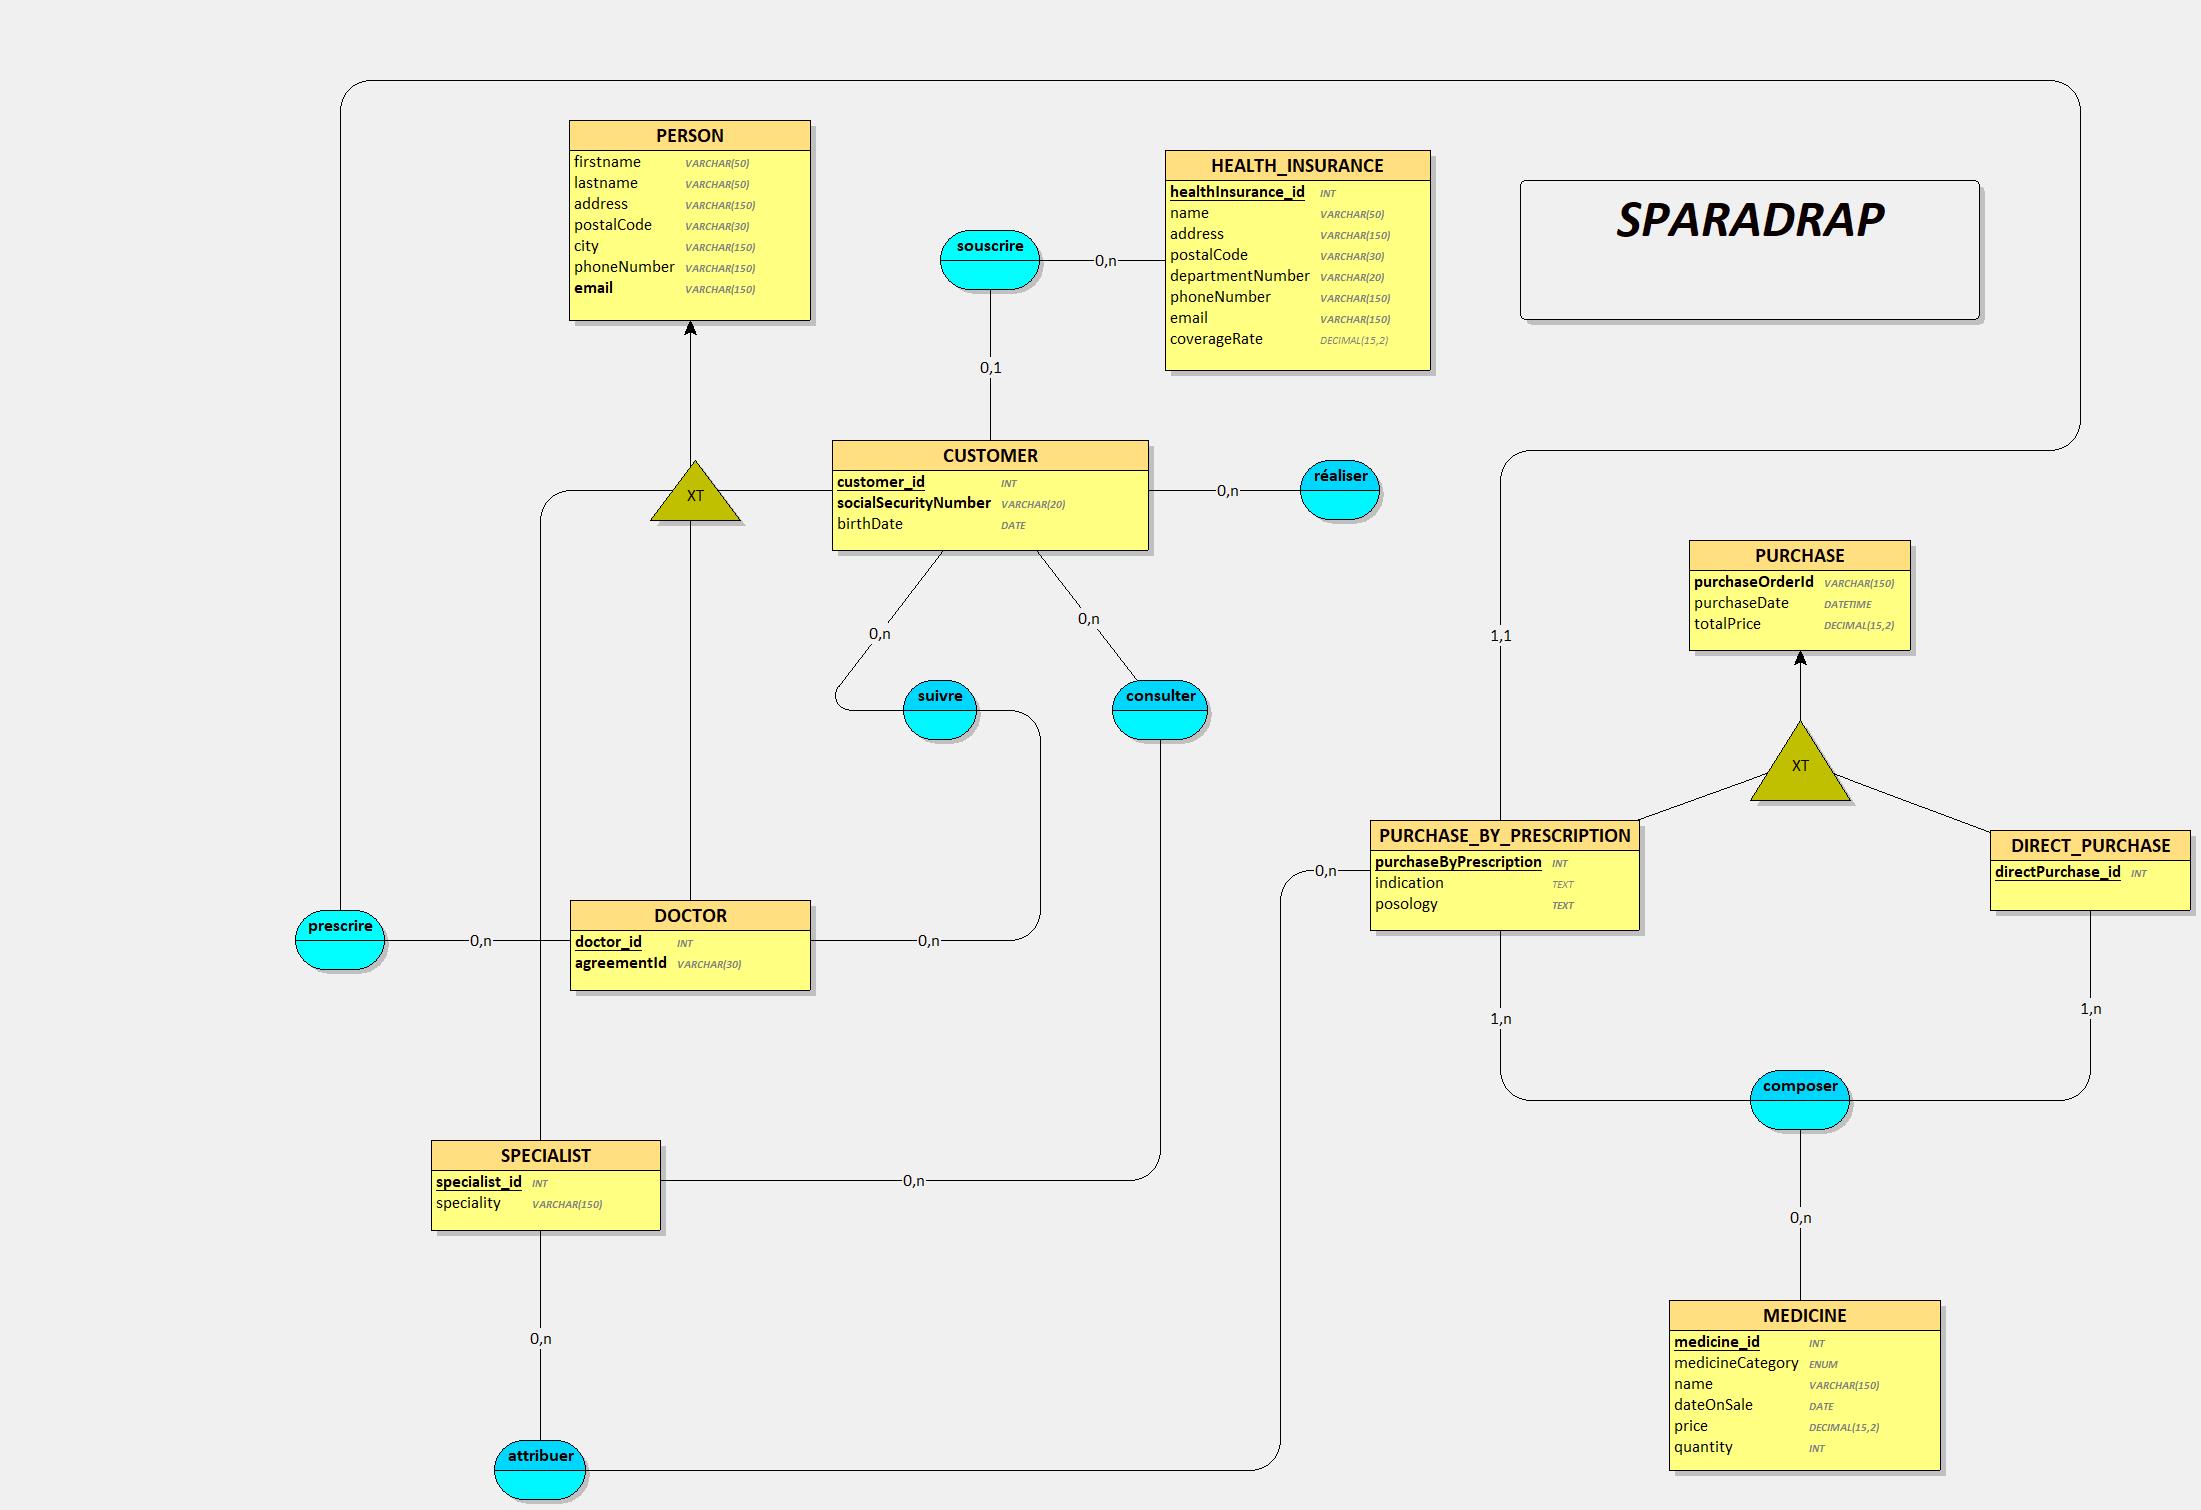 PERSON
firstname VARCHAR(50)
lastname VARCHAR(50)
address VARCHAR(150)
postalCode VARCHAR(30)
city VARCHAR(150)
phoneNumber VARCHAR(150)
email VARCHAR(150)
HEALTH_INSURANCE
healthInsurance_id INT
name VARCHAR(50)
address VARCHAR(150)
postalCode VARCHAR(30)
departmentNumber VARCHAR(20)
phoneNumber VARCHAR(150)
email VARCHAR(150)
coverageRate DECIMAL(15,2)
SPARADRAP
souscrire
0,n
0,1
CUSTOMER
customer_id INT
socialSecurityNumber VARCHAR(20)
birthDate DATE
XT
0,n
réaliser
0,n
0,n
suivre
consulter
1,1
PURCHASE
purchaseOrderId VARCHAR(150)
purchaseDate DATETIME
totalPrice DECIMAL(15,2)
XT
PURCHASE_BY_PRESCRIPTION
purchaseByPrescription INT
indication TEXT
posology TEXT
DIRECT_PURCHASE
directPurchase_id INT
0,n
prescrire
0,n
DOCTOR
doctor_id INT
agreementId VARCHAR(30)
0,n
1,n
1,n
composer
SPECIALIST
specialist_id INT
speciality VARCHAR(150)
0,n
0,n
0,n
MEDICINE
medicine_id INT
medicineCategory ENUM
name VARCHAR(150)
dateOnSale DATE
price DECIMAL(15,2)
quantity INT
attribuer